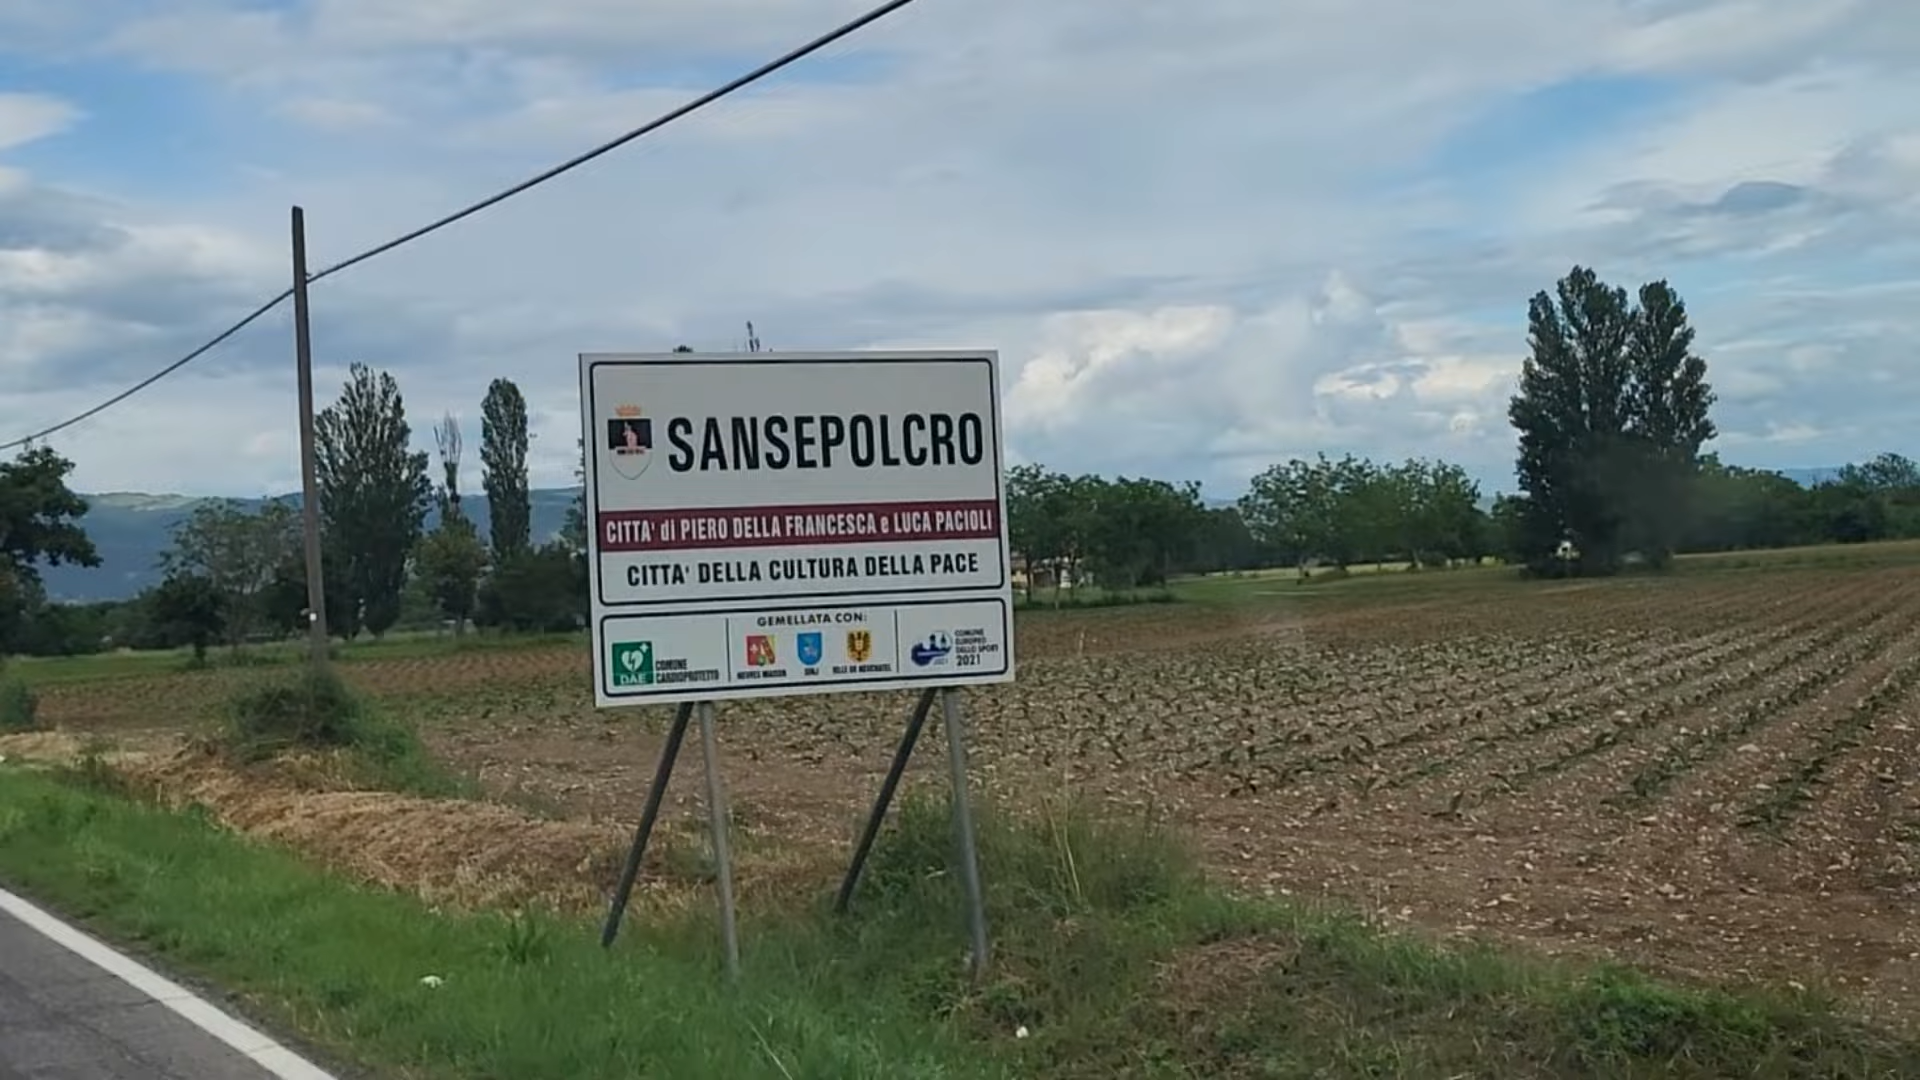 SANSEPOLCRO
CITTA' di PIERO DELLA FRANCESCA e LUCA PACIOLI
CITTA' DELLA CULTURA DELLA PACE
GEMELLATA CON:
DAE
COMUNE
CARDIOPROTETTO
SINJ
VILLE DE NEUCHATEL
COMUNE
EUROPEO
DELLO SPORT
2021